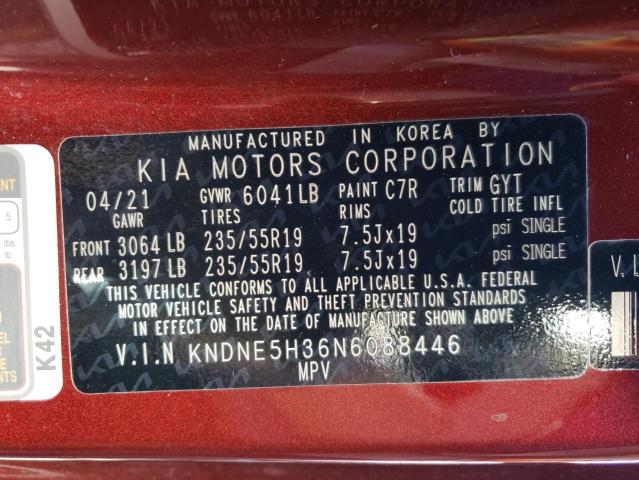 MANUFACTURED IN KOREA BY
KIA MOTORS CORPORATION
04/21 GVWR 6041LB PAINT C7R TRIM GYT
GAWR TIRES RIMS COLD TIRE INFL
FRONT 3064 LB 235/55R19 7.5Jx19 psi SINGLE
REAR 3197 LB 235/55R19 7.5Jx19 psi SINGLE
THIS VEHICLE CONFORMS TO ALL APPLICABLE U.S.A. FEDERAL
MOTOR VEHICLE SAFETY AND THEFT PREVENTION STANDARDS
IN EFFECT ON THE DATE OF MANUFACTURE SHOWN ABOVE
V.I.N KNDNE5H36N6088446
MPV
K42
5
lbs.
lb.